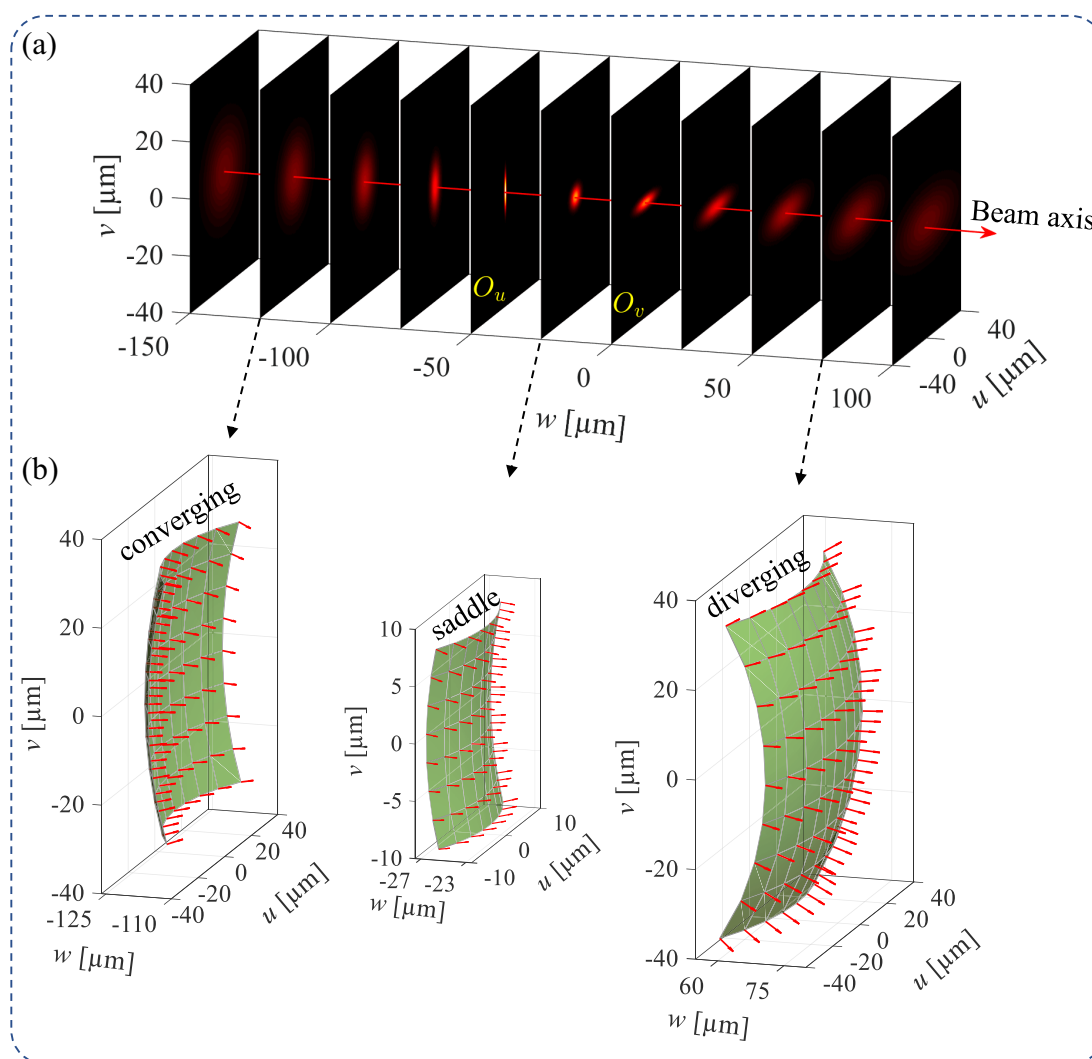 (a)
40
20
0
-20
-40
v [μm]
O_u
O_v
Beam axis
-150
-100
-50
0
50
100
w [μm]
40
0
-40
u [μm]
(b)
converging
40
20
0
-20
-40
v [μm]
-125
-110
w [μm]
-40
-20
0
20
40
u [μm]
saddle
10
5
0
-5
-10
v [μm]
-27
-23
w [μm]
-10
0
10
u [μm]
diverging
40
20
0
-20
-40
v [μm]
60
75
w [μm]
-40
-20
0
20
40
u [μm]